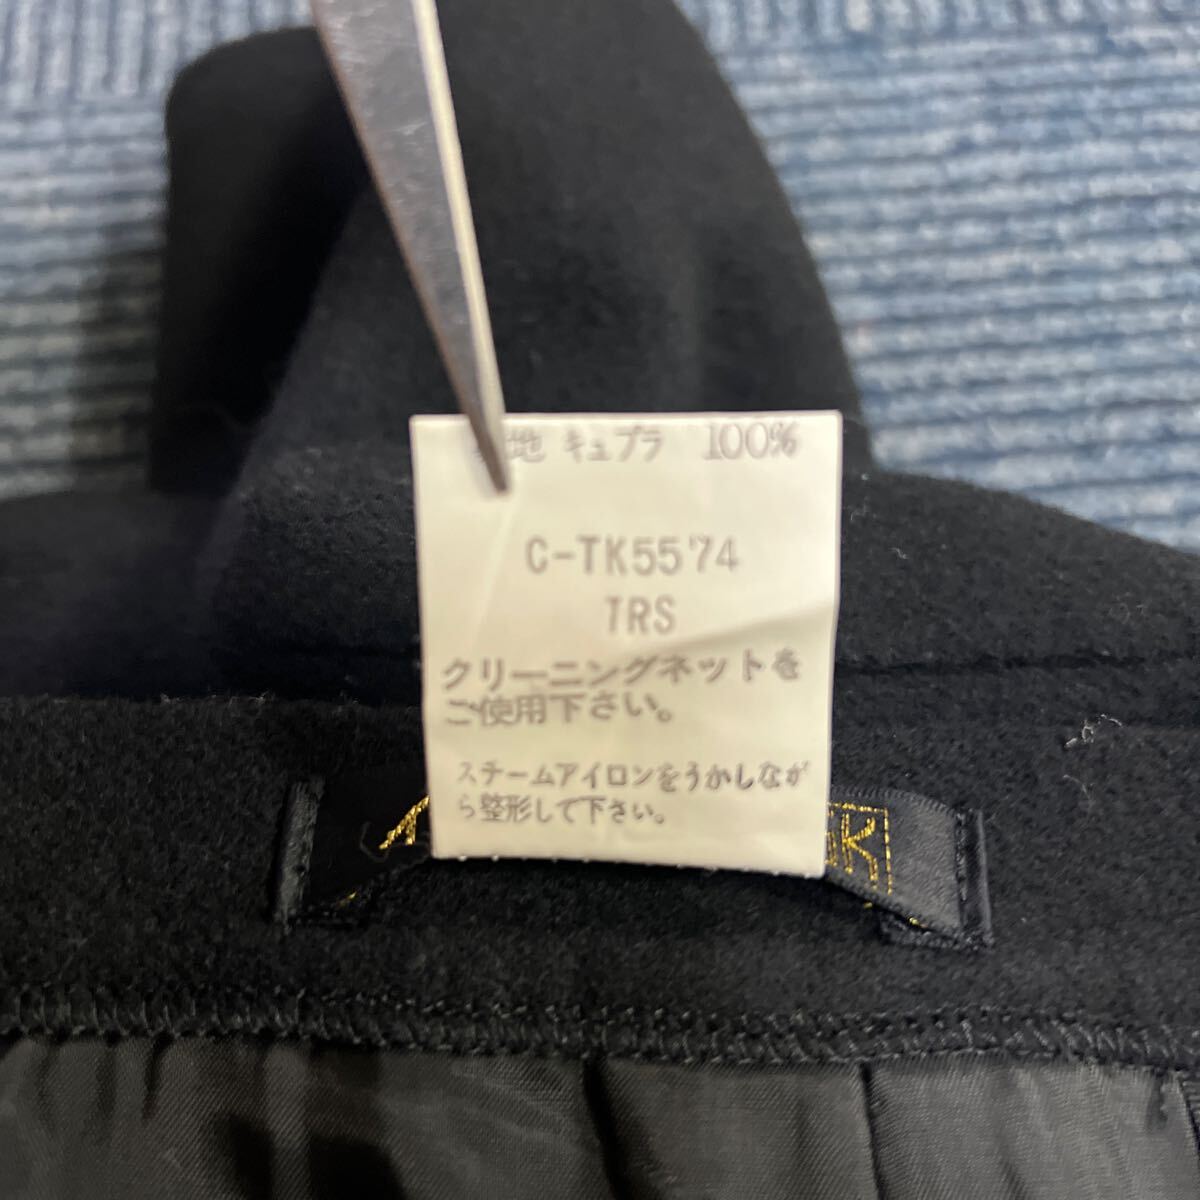 地 キュプラ 100%
C-TK5574
TRS
クリーニングネットを
ご使用下さい。
スチームアイロンをうかしなが
ら整形して下さい。